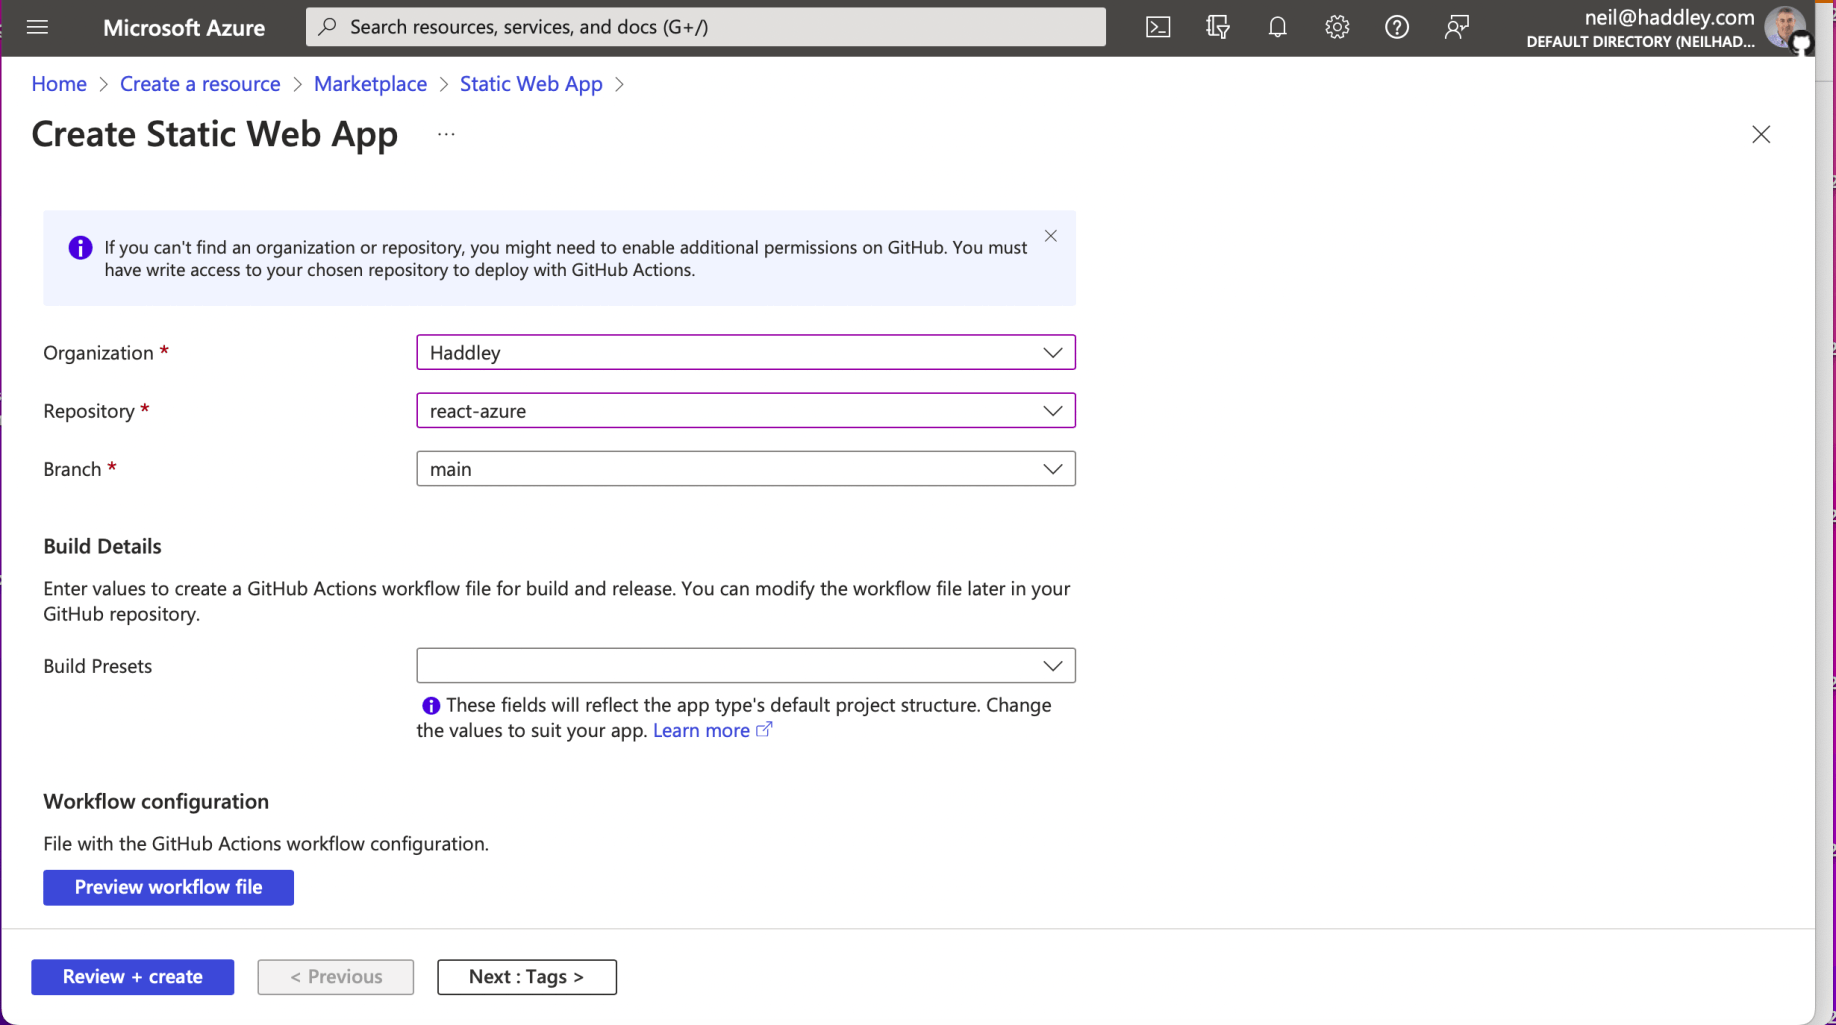 Microsoft Azure
Search resources, services, and docs (G+/)
neil@haddley.com
DEFAULT DIRECTORY (NEILHAD...
Home > Create a resource > Marketplace > Static Web App >
Create Static Web App ...
If you can't find an organization or repository, you might need to enable additional permissions on GitHub. You must
have write access to your chosen repository to deploy with GitHub Actions.
Organization * Haddley
Repository * react-azure
Branch * main
Build Details
Enter values to create a GitHub Actions workflow file for build and release. You can modify the workflow file later in your
GitHub repository.
Build Presets
These fields will reflect the app type's default project structure. Change
the values to suit your app. Learn more
Workflow configuration
File with the GitHub Actions workflow configuration.
Preview workflow file
Review + create
< Previous
Next : Tags >